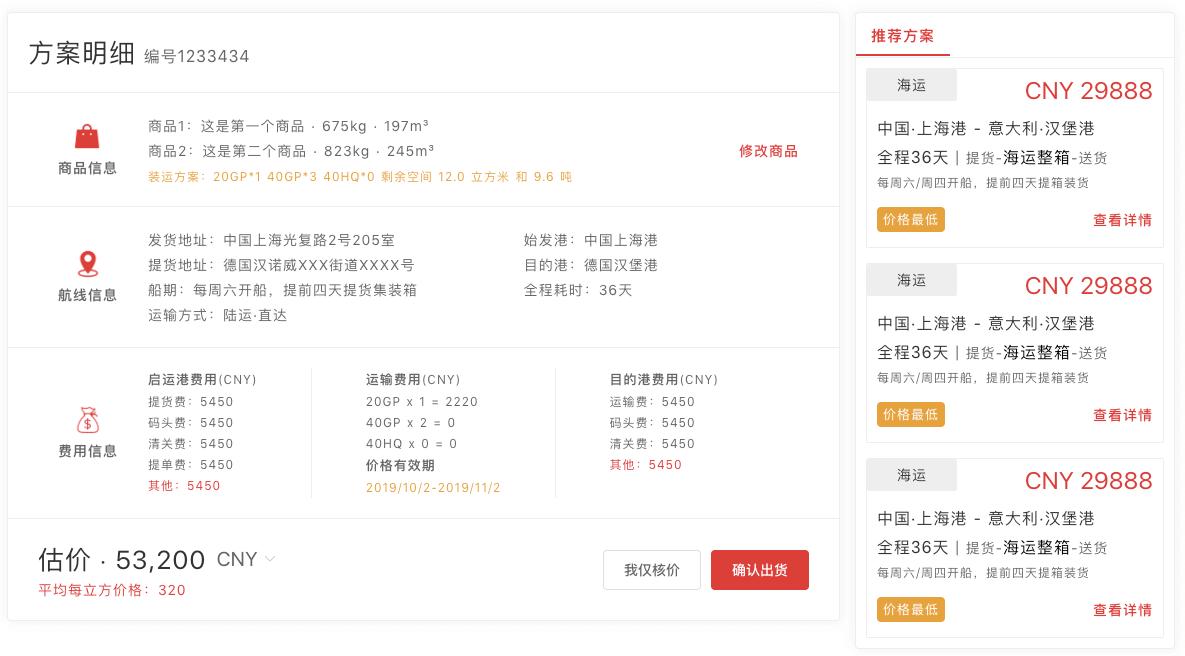 方案明细 编号1233434
商品信息
商品1：这是第一个商品 · 675kg · 197m³
商品2：这是第二个商品 · 823kg · 245m³
装运方案：20GP*1 40GP*3 40HQ*0 剩余空间 12.0 立方米 和 9.6 吨
修改商品
航线信息
发货地址：中国上海光复路2号205室
提货地址：德国汉诺威XXX街道XXXX号
船期：每周六开船，提前四天提货集装箱
运输方式：陆运·直达
始发港：中国上海港
目的港：德国汉堡港
全程耗时：36天
费用信息
启运港费用(CNY)
提货费：5450
码头费：5450
清关费：5450
提单费：5450
其他：5450
运输费用(CNY)
20GP x 1 = 2220
40GP x 2 = 0
40HQ x 0 = 0
价格有效期
2019/10/2-2019/11/2
目的港费用(CNY)
运输费：5450
码头费：5450
清关费：5450
其他：5450
估价 · 53,200 CNY
平均每立方价格：320
我仅核价
确认出货
推荐方案
海运
CNY 29888
中国·上海港 - 意大利·汉堡港
全程36天 | 提货-海运整箱-送货
每周六/周四开船，提前四天提箱装货
价格最低
查看详情
海运
CNY 29888
中国·上海港 - 意大利·汉堡港
全程36天 | 提货-海运整箱-送货
每周六/周四开船，提前四天提箱装货
价格最低
查看详情
海运
CNY 29888
中国·上海港 - 意大利·汉堡港
全程36天 | 提货-海运整箱-送货
每周六/周四开船，提前四天提箱装货
价格最低
查看详情